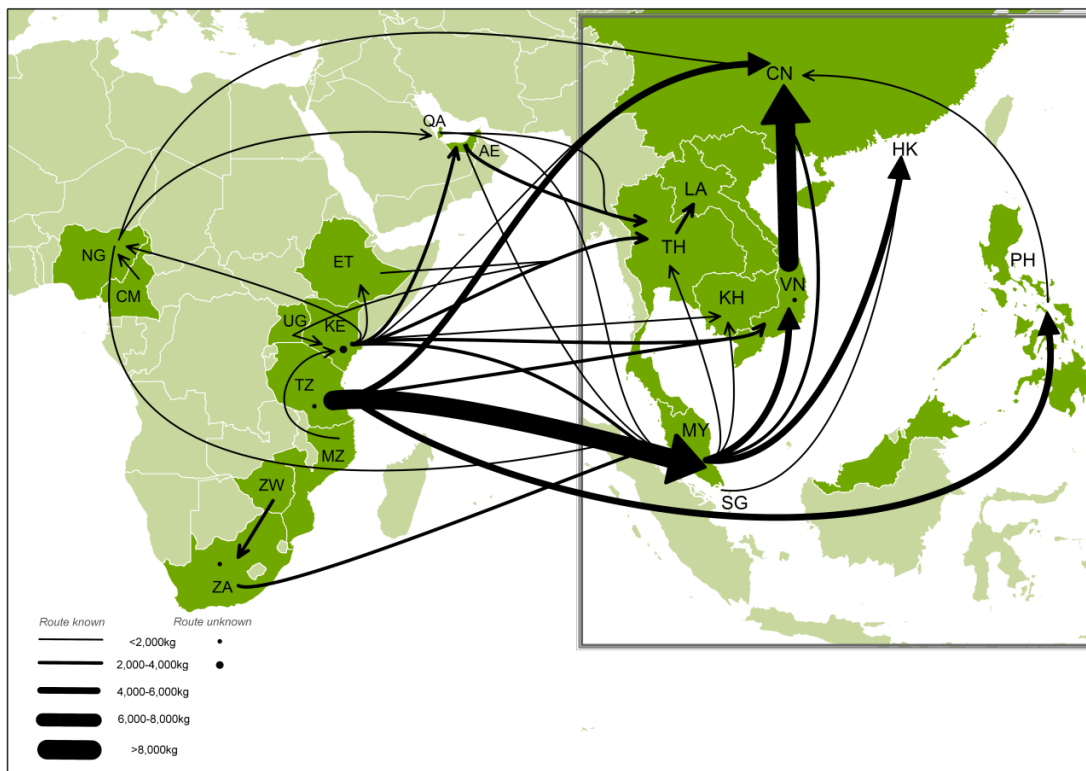 CN
QA
AE
HK
LA
NG
ET
TH
CM
KH
VN
PH
UG
KE
TZ
MY
MZ
ZW
SG
ZA
Route known
Route unknown
<2,000kg
2,000-4,000kg
4,000-6,000kg
6,000-8,000kg
>8,000kg